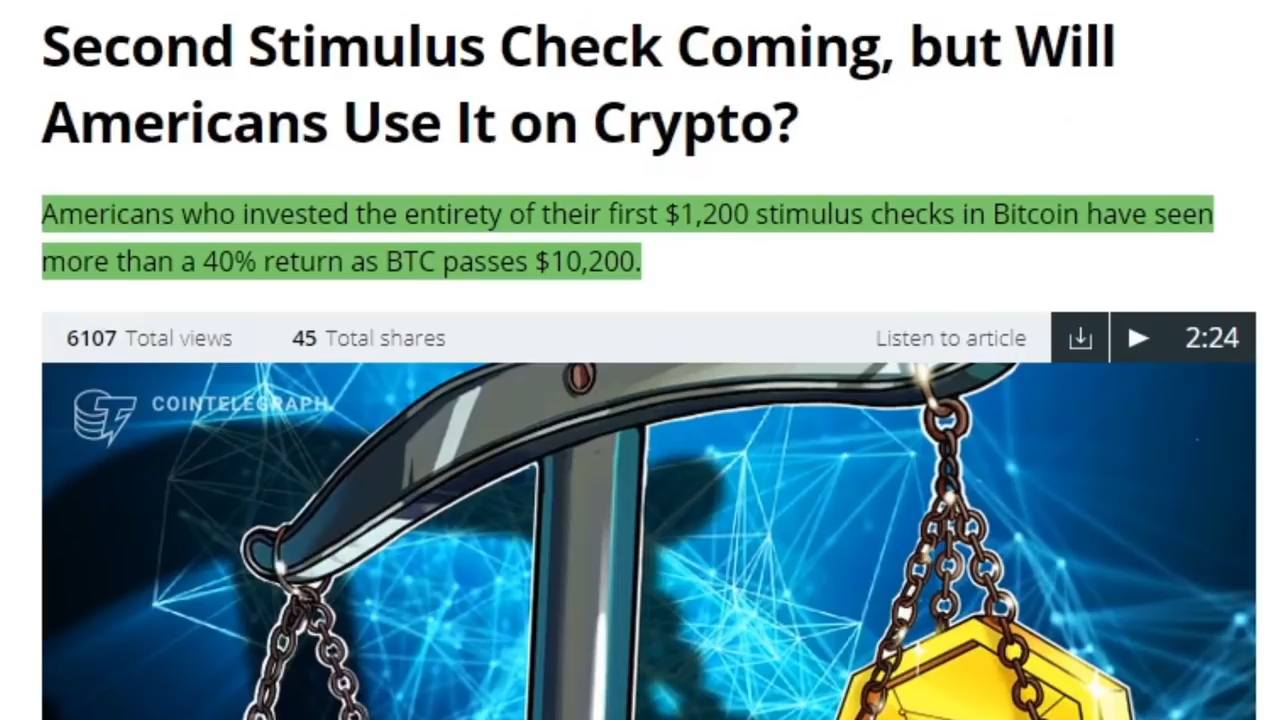 Second Stimulus Check Coming, but Will
Americans Use It on Crypto?
Americans who invested the entirety of their first $1,200 stimulus checks in Bitcoin have seen
more than a 40% return as BTC passes $10,200.
6107 Total views 45 Total shares Listen to article 2:24
COINTELEGRAPH